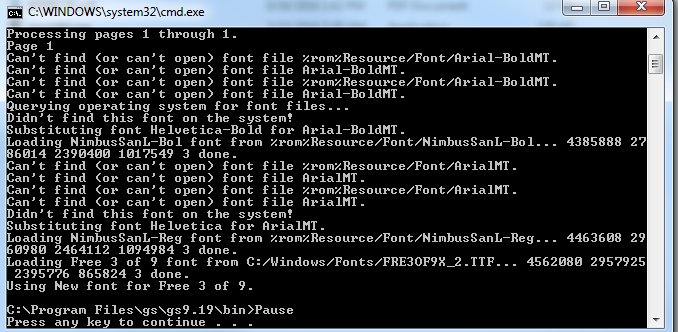 C:\WINDOWS\system32\cmd.exe
Processing pages 1 through 1.
Page 1
Can't find (or can't open) font file %rom%Resource/Font/Arial-BoldMT.
Can't find (or can't open) font file Arial-BoldMT.
Can't find (or can't open) font file %rom%Resource/Font/Arial-BoldMT.
Can't find (or can't open) font file Arial-BoldMT.
Querying operating system for font files...
Didn't find this font on the system!
Substituting font Helvetica-Bold for Arial-BoldMT.
Loading NimbusSanL-Bol font from %rom%Resource/Font/NimbusSanL-Bol... 4385888 27
86014 2390400 1017549 3 done.
Can't find (or can't open) font file %rom%Resource/Font/ArialMT.
Can't find (or can't open) font file ArialMT.
Can't find (or can't open) font file %rom%Resource/Font/ArialMT.
Can't find (or can't open) font file ArialMT.
Didn't find this font on the system!
Substituting font Helvetica for ArialMT.
Loading NimbusSanL-Reg font from %rom%Resource/Font/NimbusSanL-Reg... 4463608 29
60980 2464112 1094984 3 done.
Loading Free 3 of 9 font from C:/Windows/Fonts/FRE3OF9X_2.TTF... 4562080 2957925
2395776 865824 3 done.
Using New font for Free 3 of 9.
C:\Program Files\gs\gs9.19\bin>Pause
Press any key to continue . . .